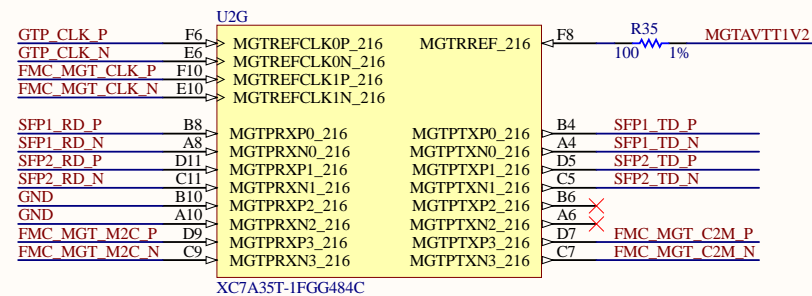 U2G
GTP_CLK_P F6 MGTREFCLK0P_216 MGTRREF_216 F8 R35 100 1% MGTAVTT1V2
GTP_CLK_N E6 MGTREFCLK0N_216
FMC_MGT_CLK_P F10 MGTREFCLK1P_216
FMC_MGT_CLK_N E10 MGTREFCLK1N_216
SFP1_RD_P B8 MGTPRXP0_216 MGTPTXP0_216 B4 SFP1_TD_P
SFP1_RD_N A8 MGTPRXN0_216 MGTPTXN0_216 A4 SFP1_TD_N
SFP2_RD_P D11 MGTPRXP1_216 MGTPTXP1_216 D5 SFP2_TD_P
SFP2_RD_N C11 MGTPRXN1_216 MGTPTXN1_216 C5 SFP2_TD_N
GND B10 MGTPRXP2_216 MGTPTXP2_216 B6
GND A10 MGTPRXN2_216 MGTPTXN2_216 A6
FMC_MGT_M2C_P D9 MGTPRXP3_216 MGTPTXP3_216 D7 FMC_MGT_C2M_P
FMC_MGT_M2C_N C9 MGTPRXN3_216 MGTPTXN3_216 C7 FMC_MGT_C2M_N
XC7A35T-1FGG484C